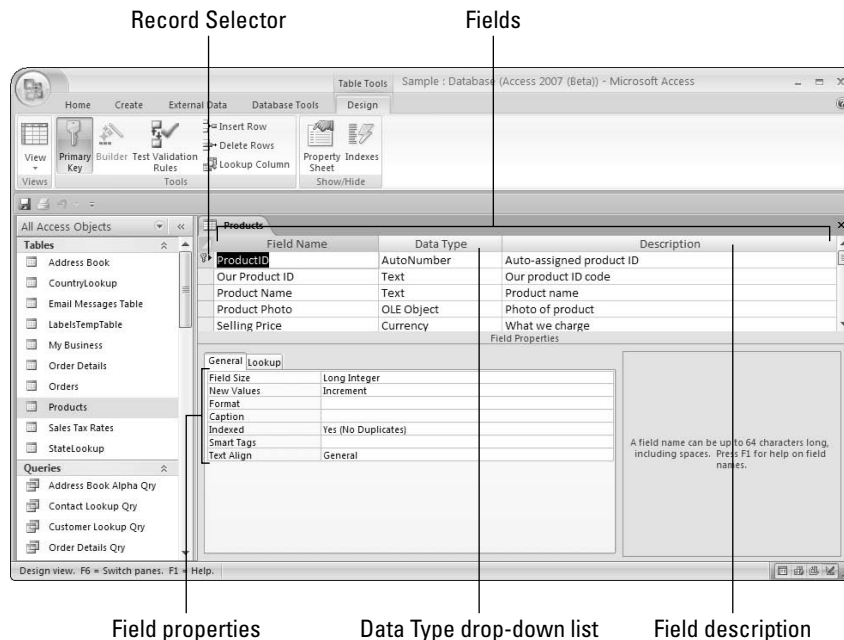 Record Selector
Fields
Table Tools
Sample : Database (Access 2007 (Beta)) - Microsoft Access
Home
Create
External Data
Database Tools
Design
View
Primary Key
Builder
Test Validation Rules
Insert Row
Delete Rows
Lookup Column
Property Sheet
Indexes
Views
Tools
Show/Hide
All Access Objects
Tables
Address Book
CountryLookup
Email Messages Table
LabelsTempTable
My Business
Order Details
Orders
Products
Sales Tax Rates
StateLookup
Queries
Address Book Alpha Qry
Contact Lookup Qry
Customer Lookup Qry
Order Details Qry
Products
Field Name Data Type Description
ProductID AutoNumber Auto-assigned product ID
Our Product ID Text Our product ID code
Product Name Text Product name
Product Photo OLE Object Photo of product
Selling Price Currency What we charge
Field Properties
General Lookup
Field Size Long Integer
New Values Increment
Format
Caption
Indexed Yes (No Duplicates)
Smart Tags
Text Align General
A field name can be up to 64 characters long,
including spaces. Press F1 for help on field
names.
Design view. F6 = Switch panes. F1 = Help.
Field properties
Data Type drop-down list
Field description